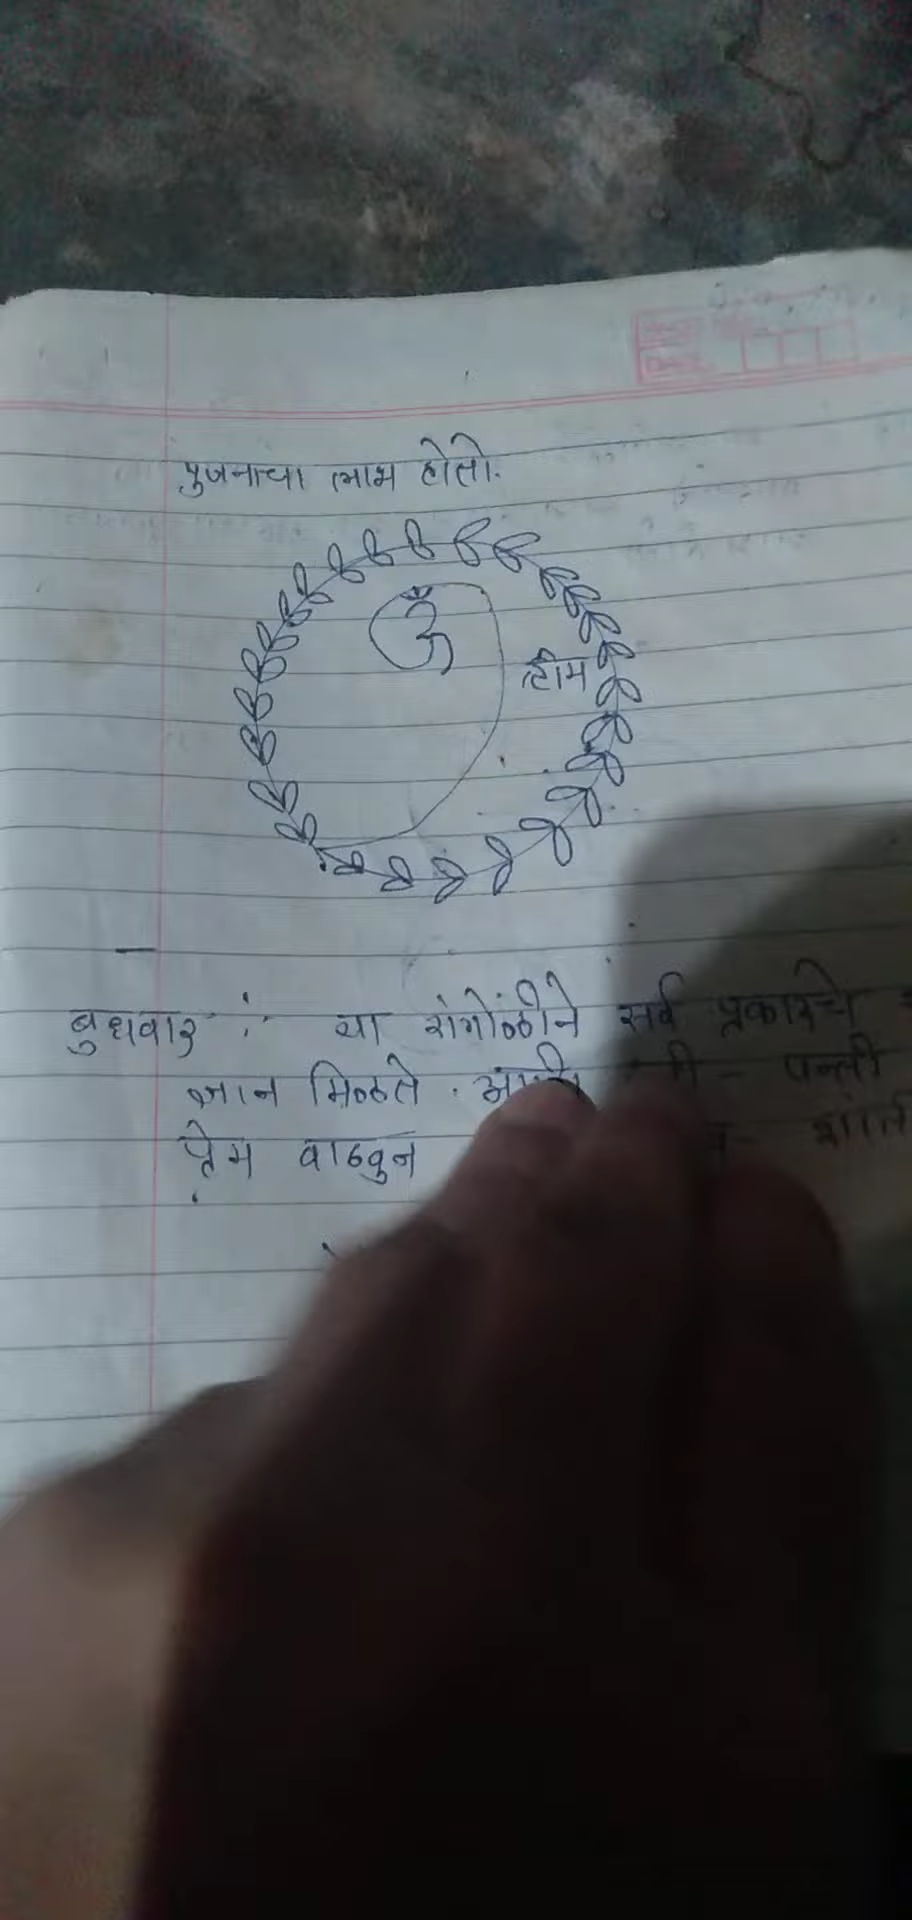 पुजनाचा लाभ होतो.
ॐ
ह्रीम
बुधवार :- या रांगोळीने सर्व प्रकारचे
ज्ञान मिळते. - पत्नी
प्रेम वाढवुन